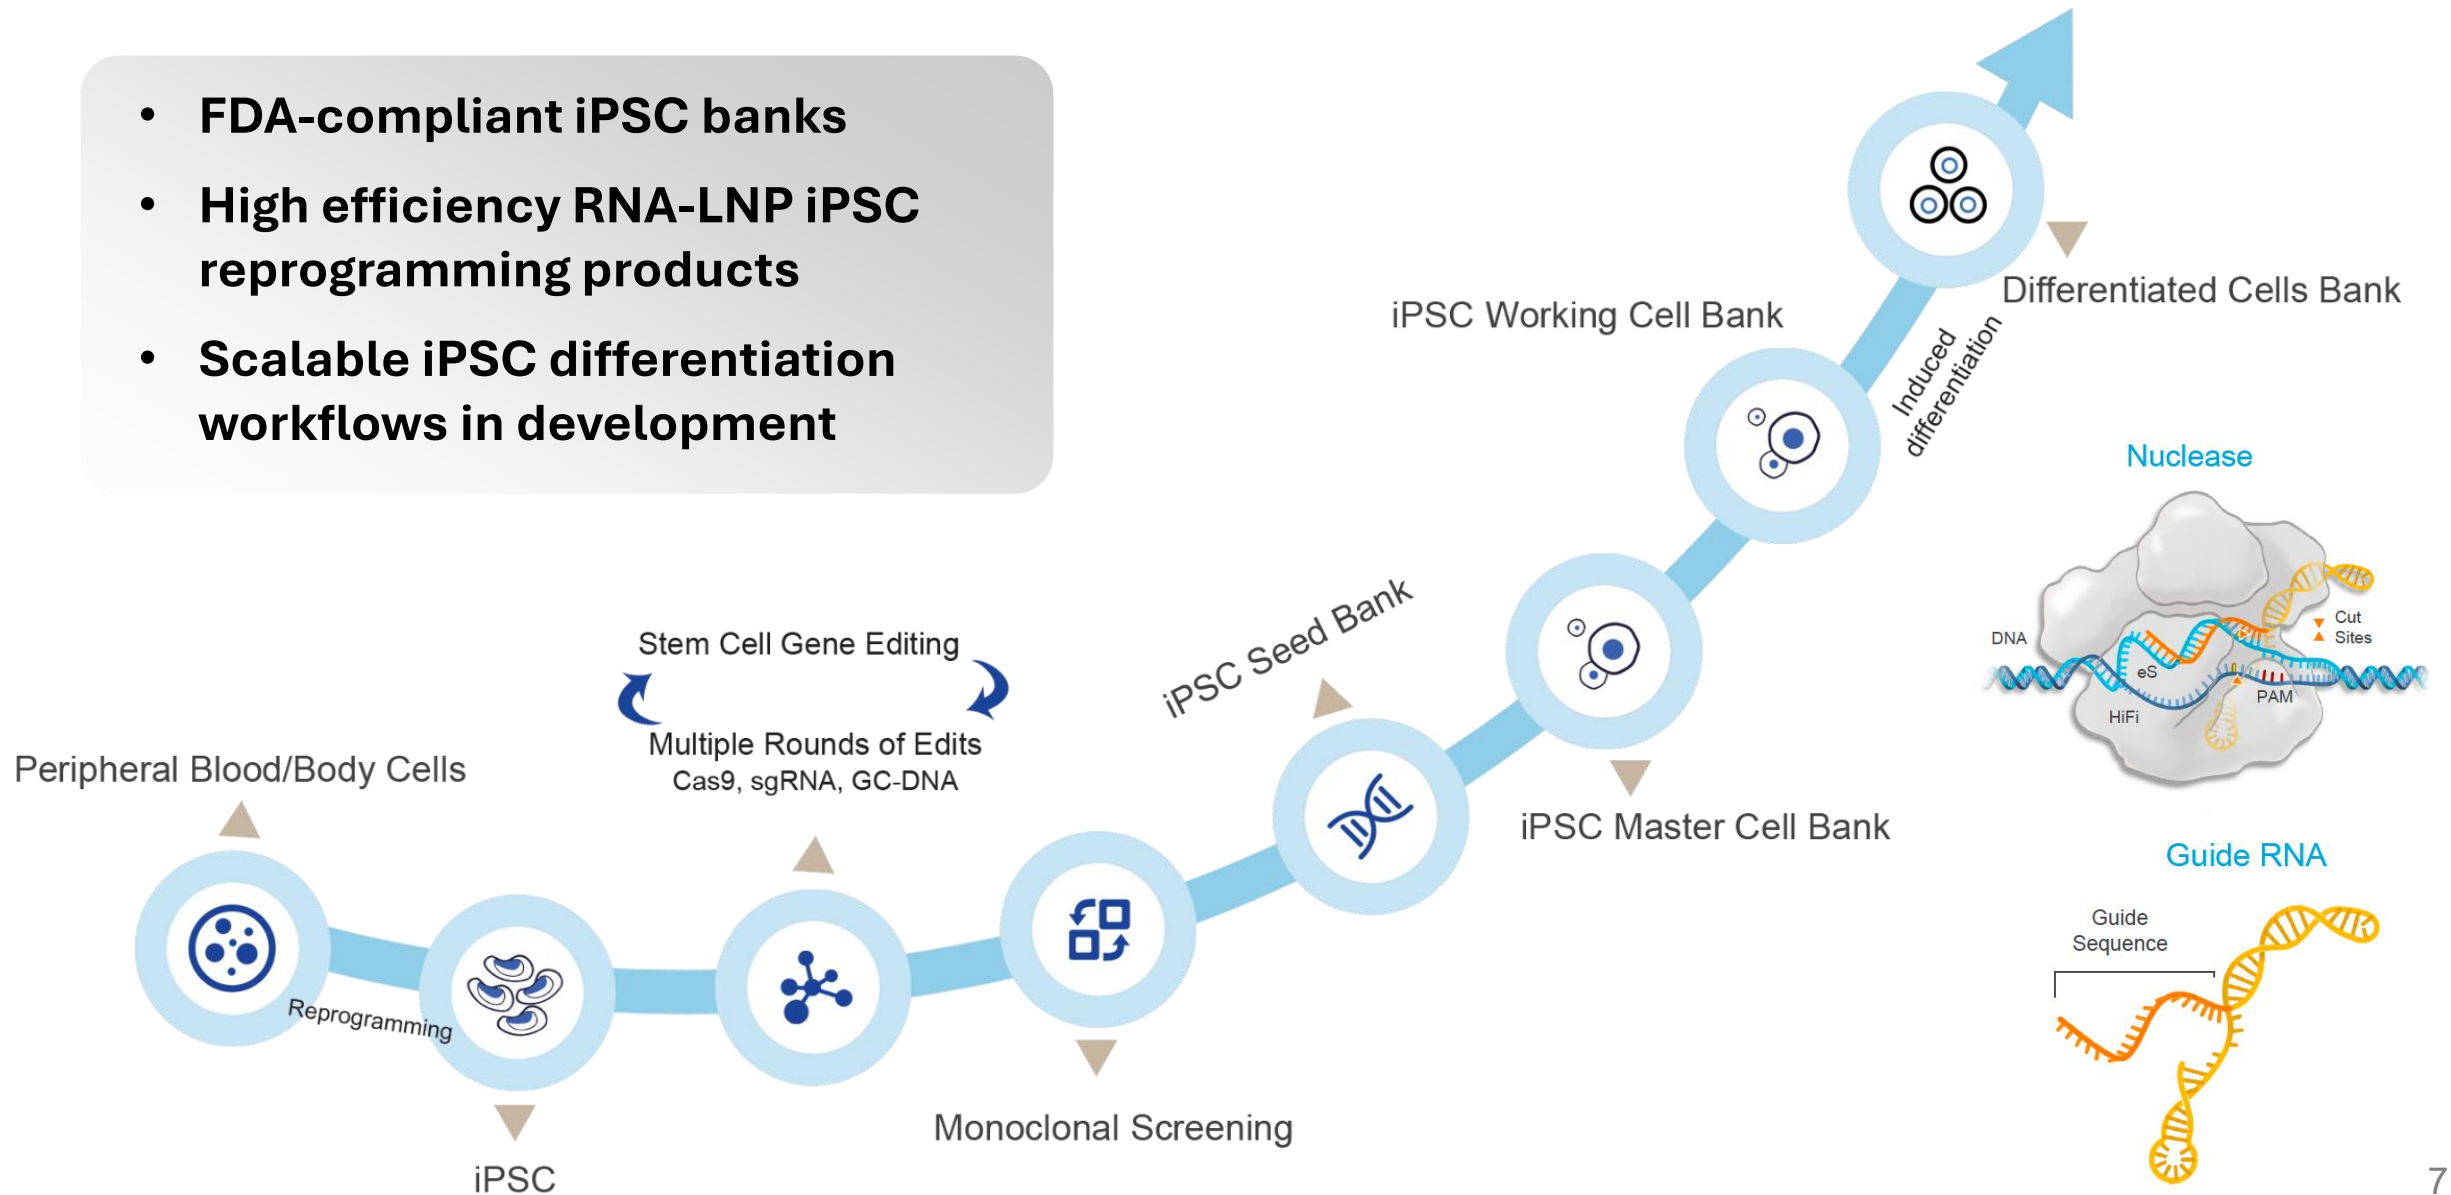 • FDA-compliant iPSC banks
• High efficiency RNA-LNP iPSC
reprogramming products
• Scalable iPSC differentiation
workflows in development
Peripheral Blood/Body Cells
Reprogramming
iPSC
Stem Cell Gene Editing
Multiple Rounds of Edits
Cas9, sgRNA, GC-DNA
Monoclonal Screening
iPSC Seed Bank
iPSC Master Cell Bank
iPSC Working Cell Bank
Induced
differentiation
Differentiated Cells Bank
Nuclease
DNA
Cut
Sites
eS
HiFi
PAM
Guide RNA
Guide
Sequence
7